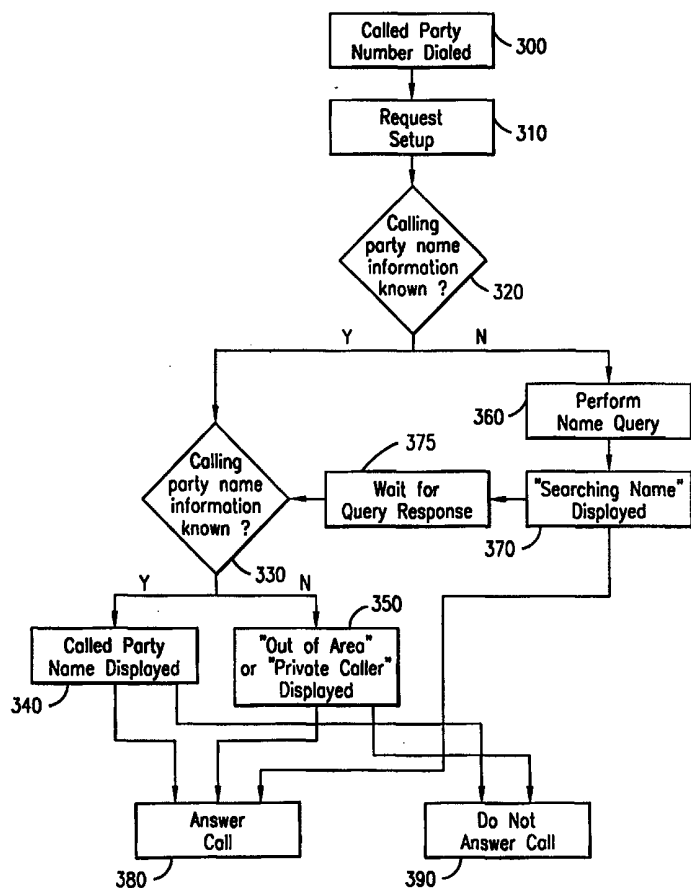 Called Party
Number Dialed
300
Request
Setup
310
Calling
party name
information
known ?
320
Y
N
360
Perform
Name Query
375
Calling
party name
information
known ?
Wait for
Query Response
"Searching Name"
Displayed
370
330
Y
N
350
Called Party
Name Displayed
"Out of Area"
or "Private Caller"
Displayed
340
Answer
Call
Do Not
Answer Call
380
390